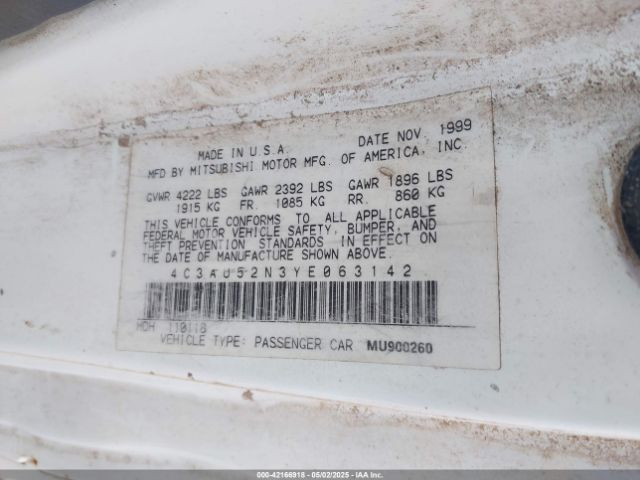 MADE IN U.S.A. DATE NOV. 1999
MFD BY MITSUBISHI MOTOR MFG. OF AMERICA, INC.
GVWR 4222 LBS GAWR 2392 LBS GAWR 1896 LBS
1915 KG FR. 1085 KG RR. 860 KG
THIS VEHICLE CONFORMS TO ALL APPLICABLE
FEDERAL MOTOR VEHICLE SAFETY, BUMPER, AND
THEFT PREVENTION STANDARDS IN EFFECT ON
THE DATE OF MANUFACTURE SHOWN ABOVE.
4C3AU52N3YE063142
MDH 110118
VEHICLE TYPE: PASSENGER CAR MU900260
000-42166918 - 05/02/2025 - IAAI Inc.